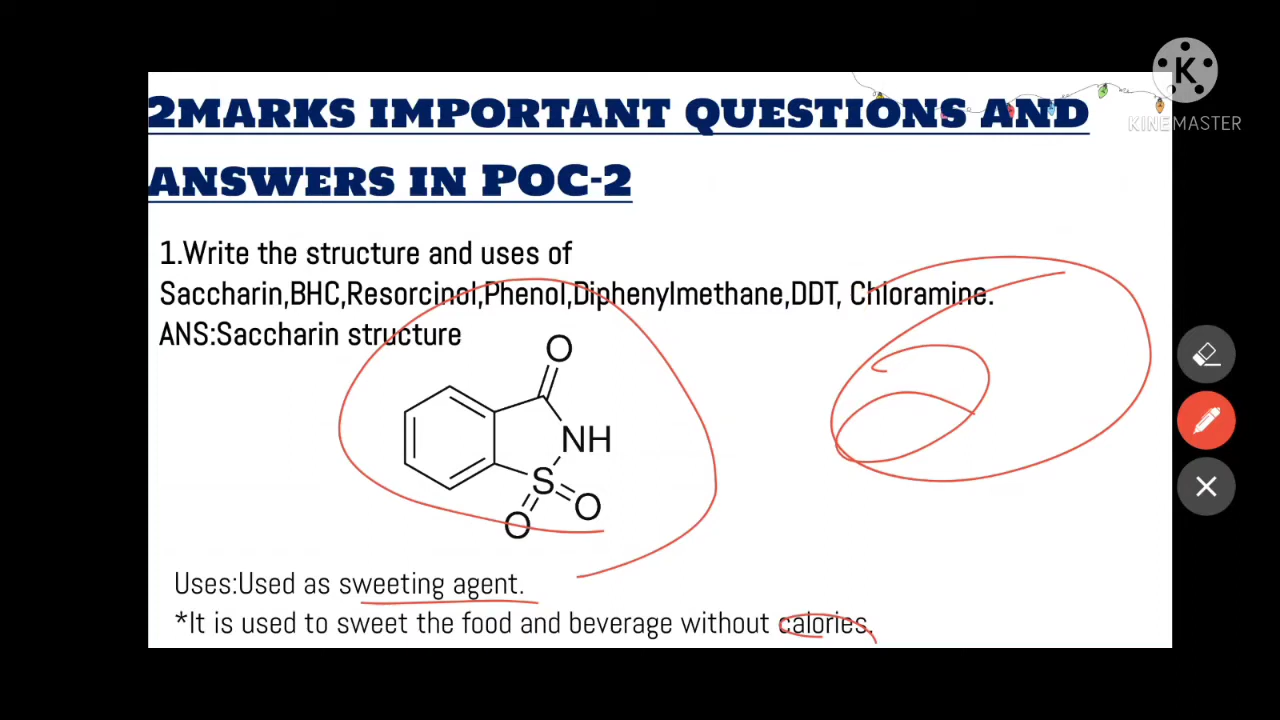 2MARKS IMPORTANT QUESTIONS AND
ANSWERS IN POC-2
1.Write the structure and uses of
Saccharin,BHC,Resorcinol,Phenol,Diphenylmethane,DDT, Chloramine.
ANS:Saccharin structure
O
NH
S
O
O
Uses:Used as sweeting agent.
*It is used to sweet the food and beverage without calories.
K
KINEMASTER